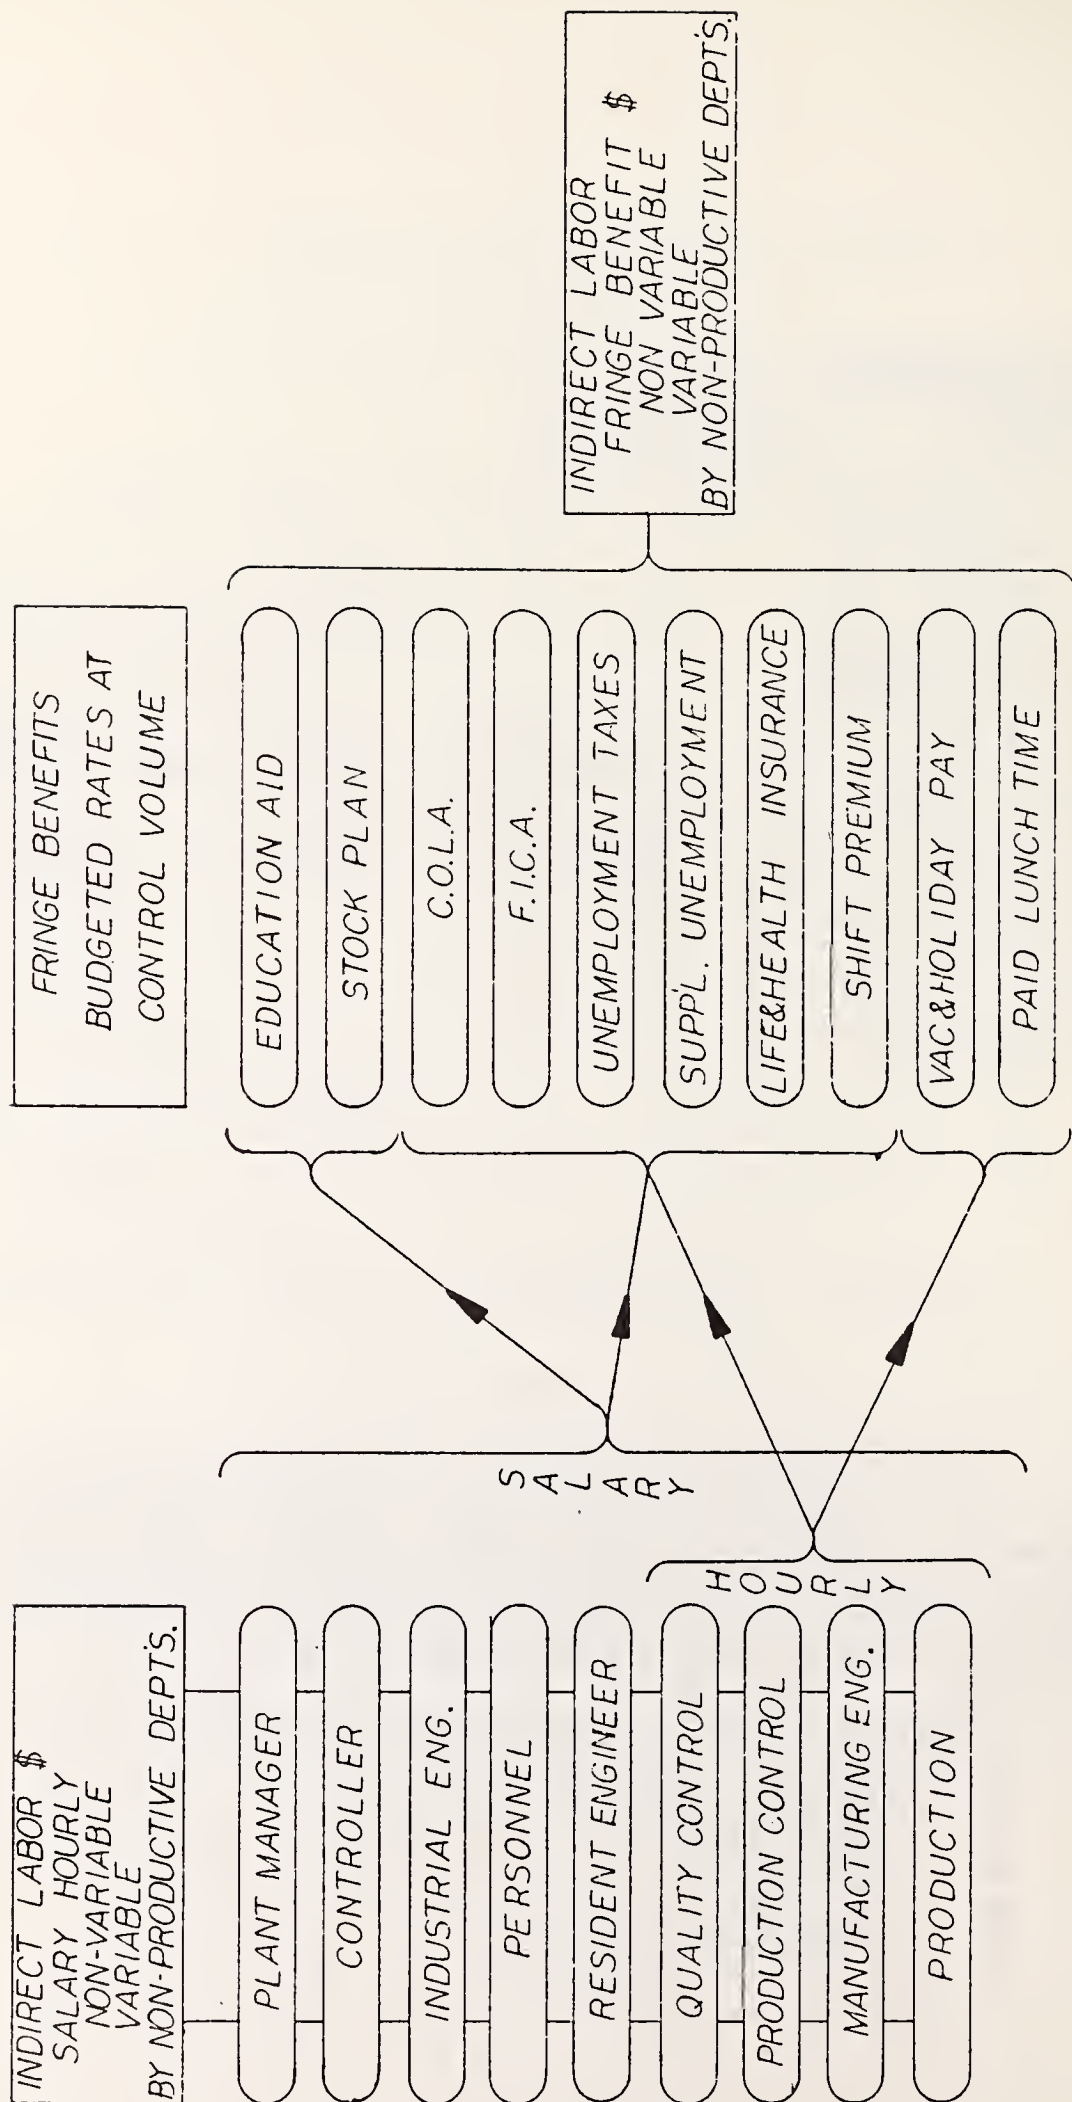 INDIRECT LABOR $
SALARY HOURLY
NON-VARIABLE
VARIABLE
BY NON-PRODUCTIVE DEPT'S.
PLANT MANAGER
CONTROLLER
INDUSTRIAL ENG.
PERSONNEL
RESIDENT ENGINEER
QUALITY CONTROL
PRODUCTION CONTROL
MANUFACTURING ENG.
PRODUCTION
HOURLY
SALARY
FRINGE BENEFITS
BUDGETED RATES AT
CONTROL VOLUME
EDUCATION AID
STOCK PLAN
C.O.L.A.
F.I.C.A.
UNEMPLOYMENT TAXES
SUPP'L. UNEMPLOYMENT
LIFE&HEALTH INSURANCE
SHIFT PREMIUM
VAC&HOLIDAY PAY
PAID LUNCH TIME
INDIRECT LABOR
FRINGE BENEFIT $
NON VARIABLE
VARIABLE
BY NON-PRODUCTIVE DEPT'S.